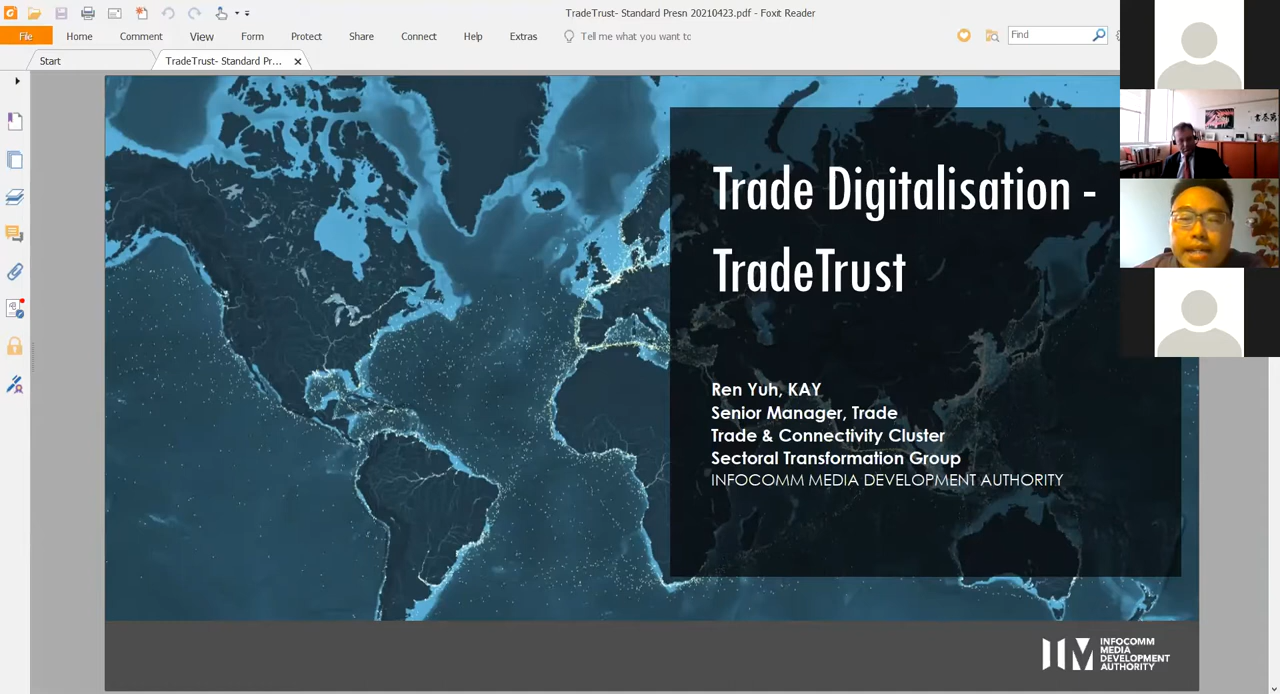 TradeTrust- Standard Presn 20210423.pdf - Foxit Reader
File
Home
Comment
View
Form
Protect
Share
Connect
Help
Extras
Tell me what you want to
Find
Start
TradeTrust- Standard Pr...
Trade Digitalisation -
TradeTrust
Ren Yuh, KAY
Senior Manager, Trade
Trade & Connectivity Cluster
Sectoral Transformation Group
INFOCOMM MEDIA DEVELOPMENT AUTHORITY
INFOCOMM
MEDIA
DEVELOPMENT
AUTHORITY